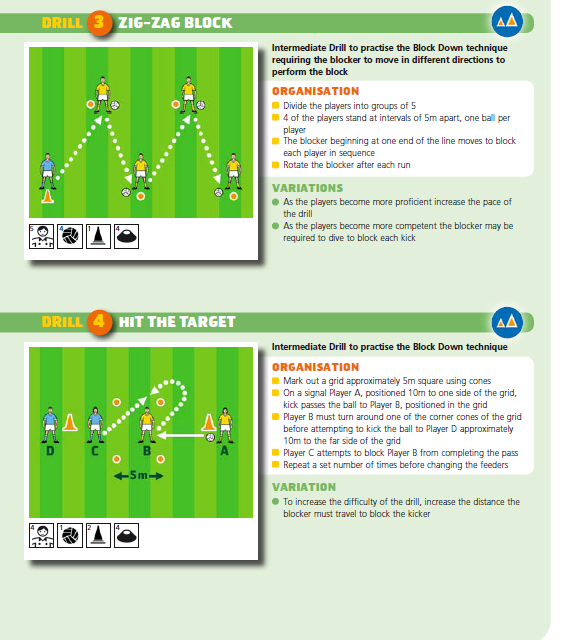 DRILL 3 ZIG-ZAG BLOCK
Intermediate Drill to practise the Block Down technique
requiring the blocker to move in different directions to
perform the block
ORGANISATION
Divide the players into groups of 5
4 of the players stand at intervals of 5m apart, one ball per
player
The blocker beginning at one end of the line moves to block
each player in sequence
Rotate the blocker after each run
VARIATIONS
As the players become more proficient increase the pace of
the drill
As the players become more competent the blocker may be
required to dive to block each kick
5 4 1 4
DRILL 4 HIT THE TARGET
Intermediate Drill to practise the Block Down technique
ORGANISATION
Mark out a grid approximately 5m square using cones
On a signal Player A, positioned 10m to one side of the grid,
kick passes the ball to Player B, positioned in the grid
Player B must turn around one of the corner cones of the grid
before attempting to kick the ball to Player D approximately
10m to the far side of the grid
Player C attempts to block Player B from completing the pass
Repeat a set number of times before changing the feeders
VARIATION
To increase the difficulty of the drill, increase the distance the
blocker must travel to block the kicker
D C B A
5m
4 1 2 4